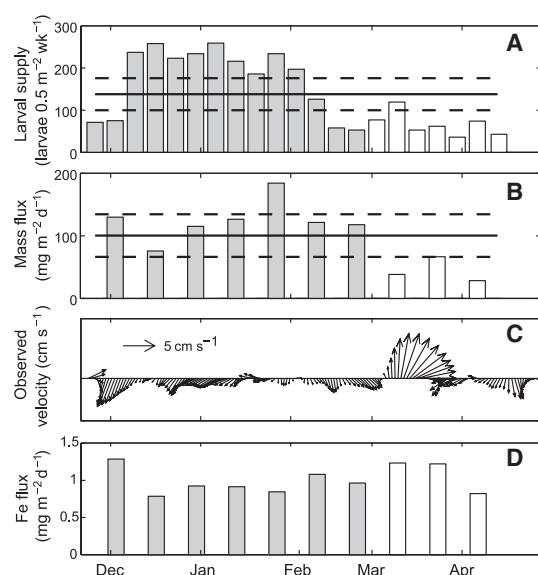 Larval supply
(larvae 0.5 m⁻² wk⁻¹)
300
200
100
0
A
Mass flux
(mg m⁻² d⁻¹)
200
100
0
B
Observed
velocity (cm s⁻¹)
5 cm s⁻¹
C
Fe flux
(mg m⁻² d⁻¹)
1.5
1
0.5
0
D
Dec Jan Feb Mar Apr